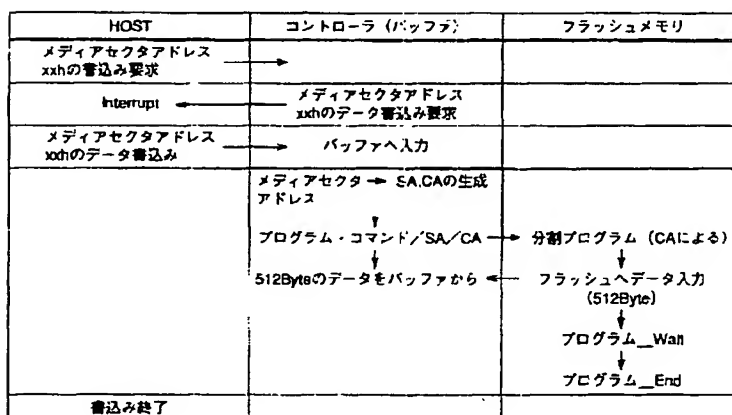 HOST
コントローラ (バッファ)
フラッシュメモリ
メディアセクタアドレス
xxhの書込み要求
Interrupt
メディアセクタアドレス
xxhのデータ書込み要求
メディアセクタアドレス
xxhのデータ書込み
バッファへ入力
メディアセクタ → SA,CAの生成
アドレス
プログラム・コマンド/SA/CA
分割プログラム (CAによる)
512Byteのデータをバッファから
フラッシュへデータ入力
(512Byte)
プログラム__Wait
プログラム__End
書込み終了